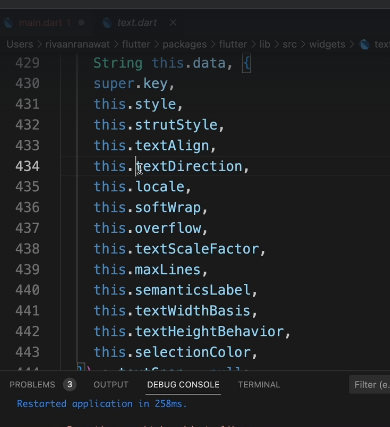 main.dart 1
text.dart
Users > rivaanranawat > flutter > packages > flutter > lib > src > widgets >
429 String this.data, {
430 super.key,
431 this.style,
432 this.strutStyle,
433 this.textAlign,
434 this.textDirection,
435 this.locale,
436 this.softWrap,
437 this.overflow,
438 this.textScaleFactor,
439 this.maxLines,
440 this.semanticsLabel,
441 this.textWidthBasis,
442 this.textHeightBehavior,
443 this.selectionColor,
PROBLEMS 3 OUTPUT DEBUG CONSOLE TERMINAL Filter (e.
Restarted application in 258ms.